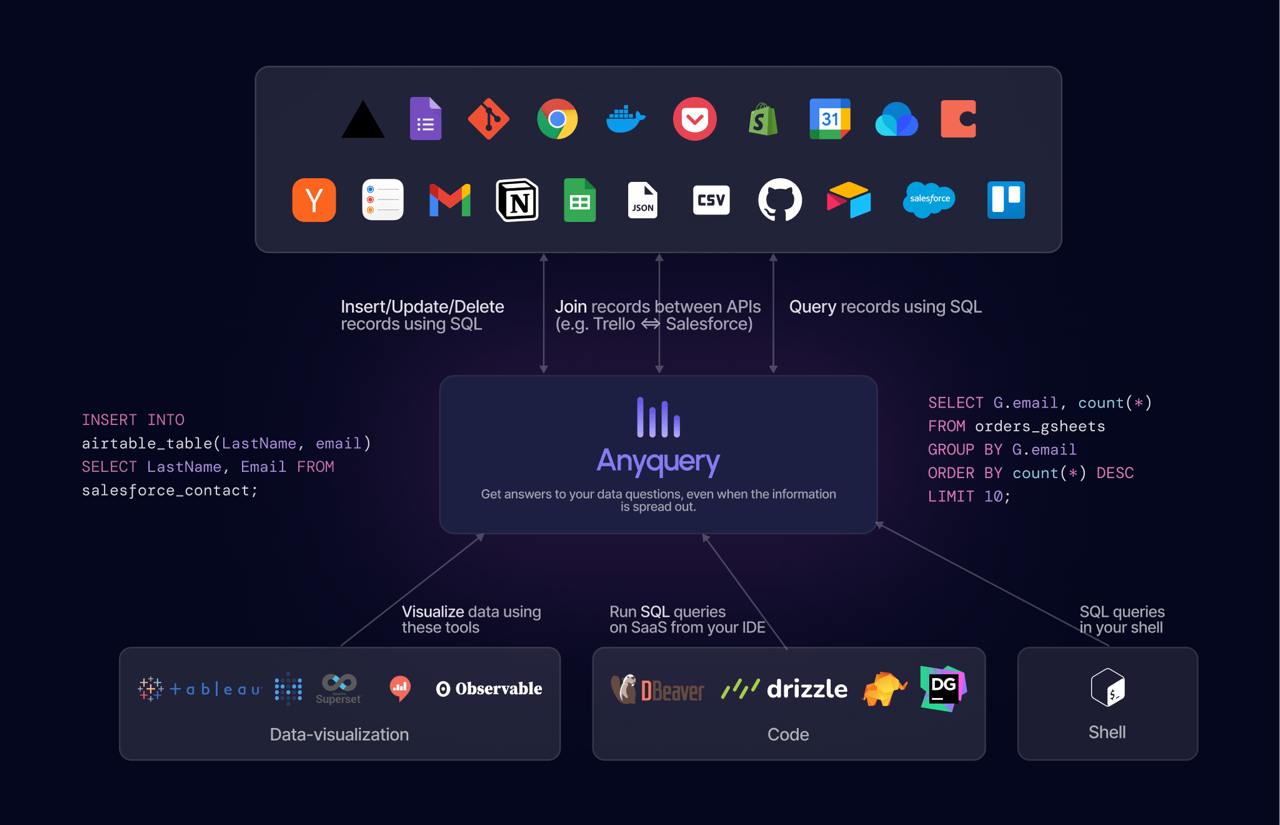 31
Y
N
JSON
CSV
salesforce
Insert/Update/Delete
records using SQL
Join records between APIs
(e.g. Trello ⇔ Salesforce)
Query records using SQL
INSERT INTO
airtable_table(LastName, email)
SELECT LastName, Email FROM
salesforce_contact;
Anyquery
Get answers to your data questions, even when the information
is spread out.
SELECT G.email, count(*)
FROM orders_gsheets
GROUP BY G.email
ORDER BY count(*) DESC
LIMIT 10;
Visualize data using
these tools
Run SQL queries
on SaaS from your IDE
SQL queries
in your shell
+ableau
Superset
Observable
Data-visualization
DBeaver
drizzle
DG
Code
$_
Shell